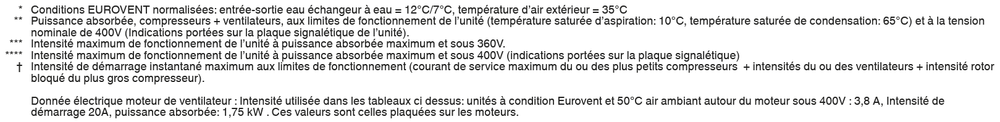 * Conditions EUROVENT normalisées: entrée-sortie eau échangeur à eau = 12°C/7°C, température d'air extérieur = 35°C
** Puissance absorbée, compresseurs + ventilateurs, aux limites de fonctionnement de l'unité (température saturée d'aspiration: 10°C, température saturée de condensation: 65°C) et à la tension
nominale de 400V (Indications portées sur la plaque signalétique de l'unité).
*** Intensité maximum de fonctionnement de l'unité à puissance absorbée maximum et sous 360V.
**** Intensité maximum de fonctionnement de l'unité à puissance absorbée maximum et sous 400V (indications portées sur la plaque signalétique)
† Intensité de démarrage instantané maximum aux limites de fonctionnement (courant de service maximum du ou des plus petits compresseurs + intensités du ou des ventilateurs + intensité rotor
bloqué du plus gros compresseur).
Donnée électrique moteur de ventilateur : Intensité utilisée dans les tableaux ci dessus: unités à condition Eurovent et 50°C air ambiant autour du moteur sous 400V : 3,8 A, Intensité de
démarrage 20A, puissance absorbée: 1,75 kW . Ces valeurs sont celles plaquées sur les moteurs.